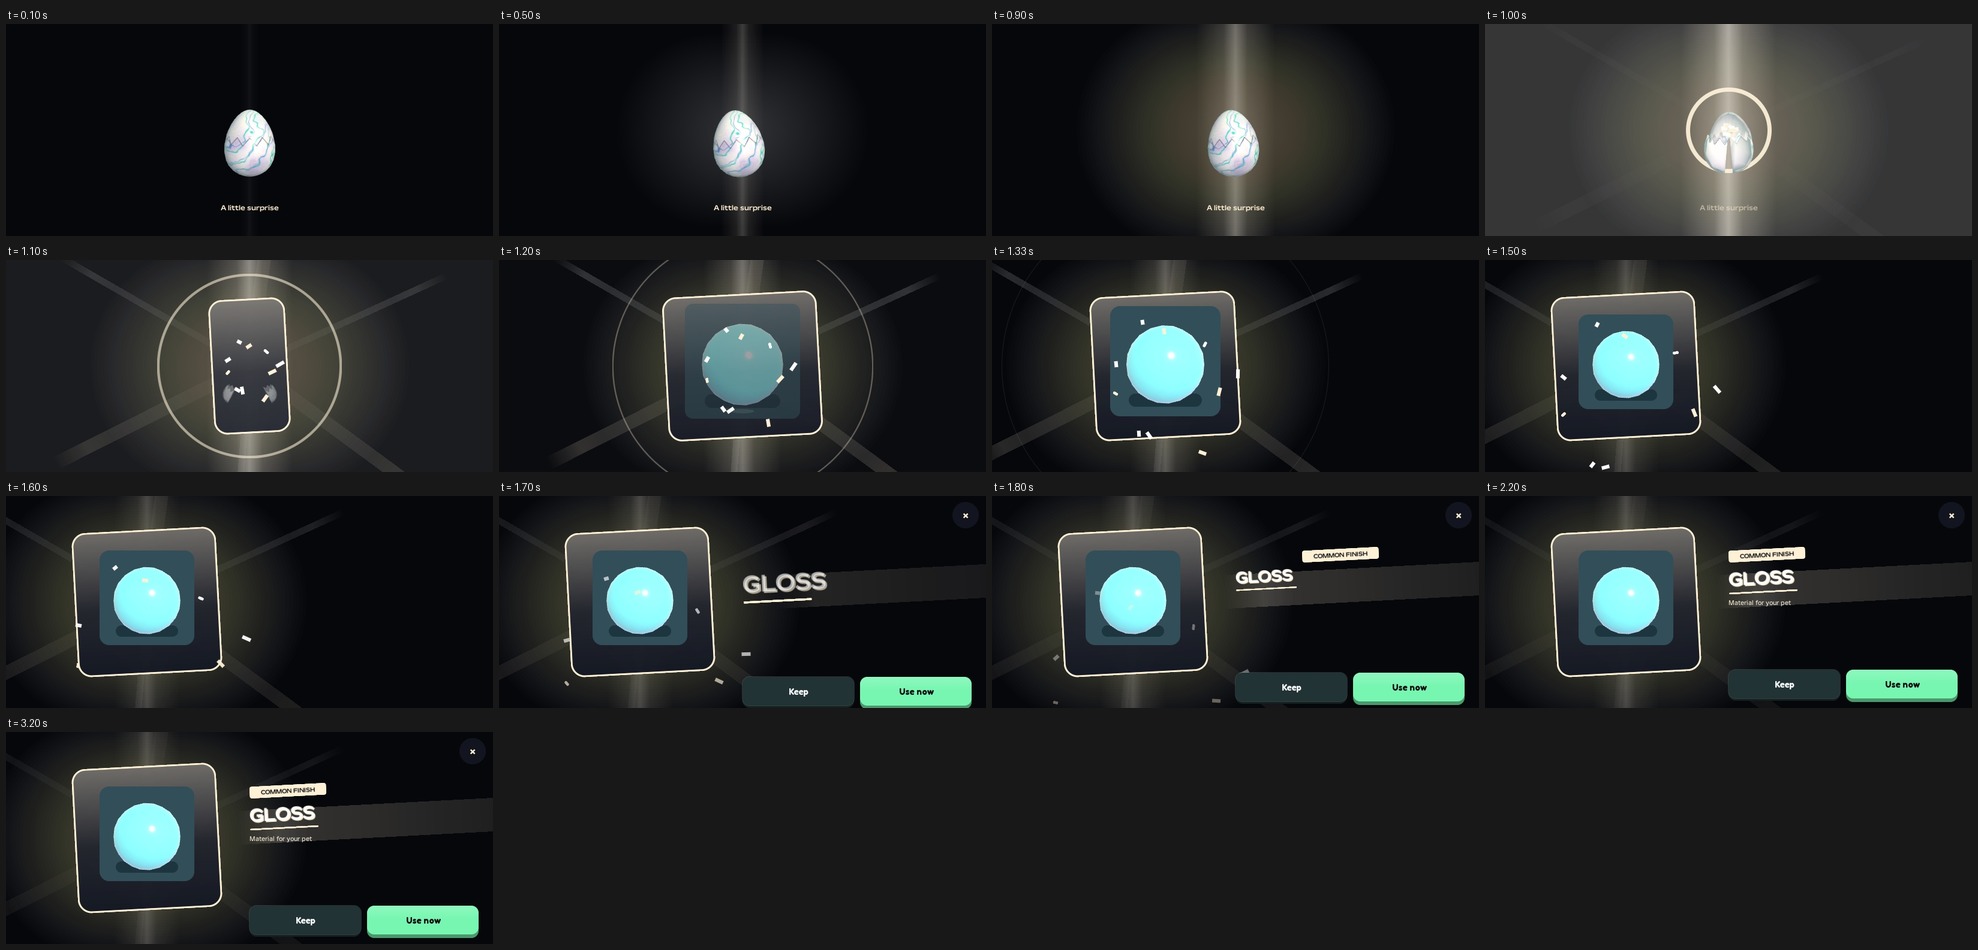 t = 0.10 s
t = 0.50 s
t = 0.90 s
t = 1.00 s
A little surprise
A little surprise
A little surprise
A little surprise
t = 1.10 s
t = 1.20 s
t = 1.33 s
t = 1.50 s
t = 1.60 s
t = 1.70 s
t = 1.80 s
t = 2.20 s
×
GLOSS
Keep
Use now
×
COMMON FINISH
GLOSS
Keep
Use now
×
COMMON FINISH
GLOSS
Material for your pet
Keep
Use now
t = 3.20 s
×
COMMON FINISH
GLOSS
Material for your pet
Keep
Use now